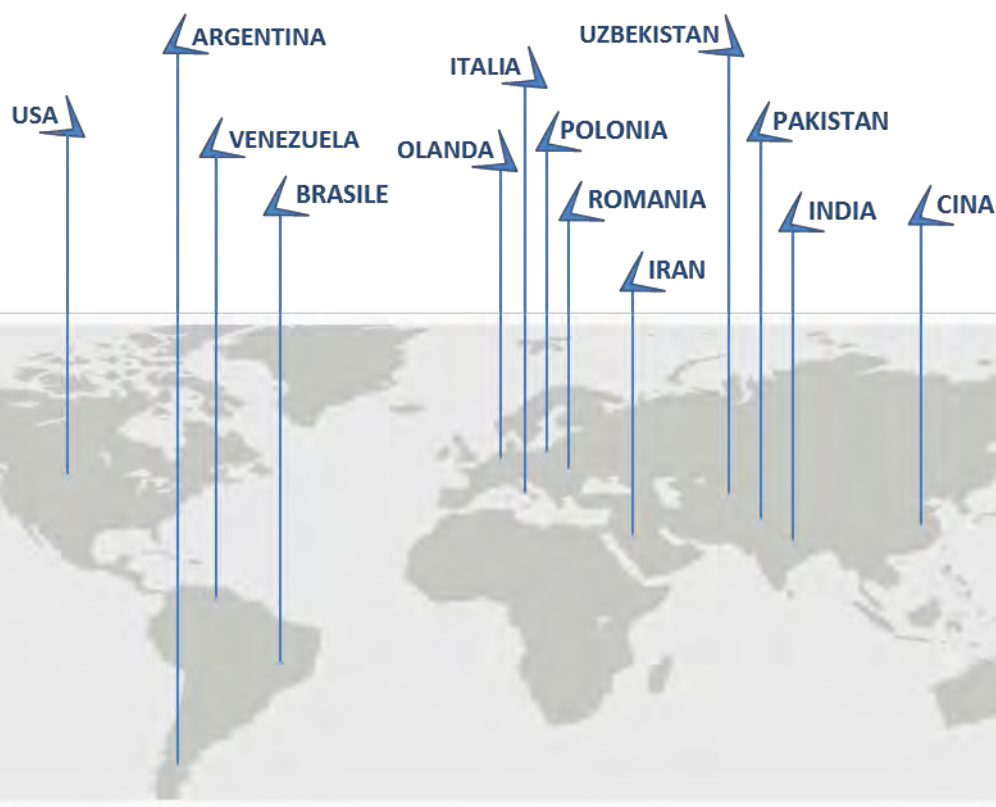 ARGENTINA
UZBEKISTAN
ITALIA
USA
PAKISTAN
POLONIA
VENEZUELA
OLANDA
BRASILE
ROMANIA
CINA
INDIA
IRAN